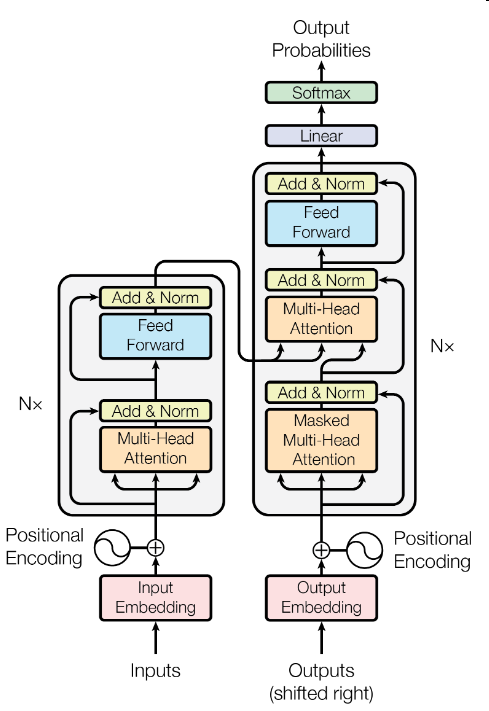 Output
Probabilities
Softmax
Linear
Add & Norm
Feed
Forward
Add & Norm
Multi-Head
Attention
Add & Norm
Masked
Multi-Head
Attention
Nx
Positional
Encoding
Output
Embedding
Outputs
(shifted right)
Add & Norm
Feed
Forward
Add & Norm
Multi-Head
Attention
Nx
Positional
Encoding
Input
Embedding
Inputs